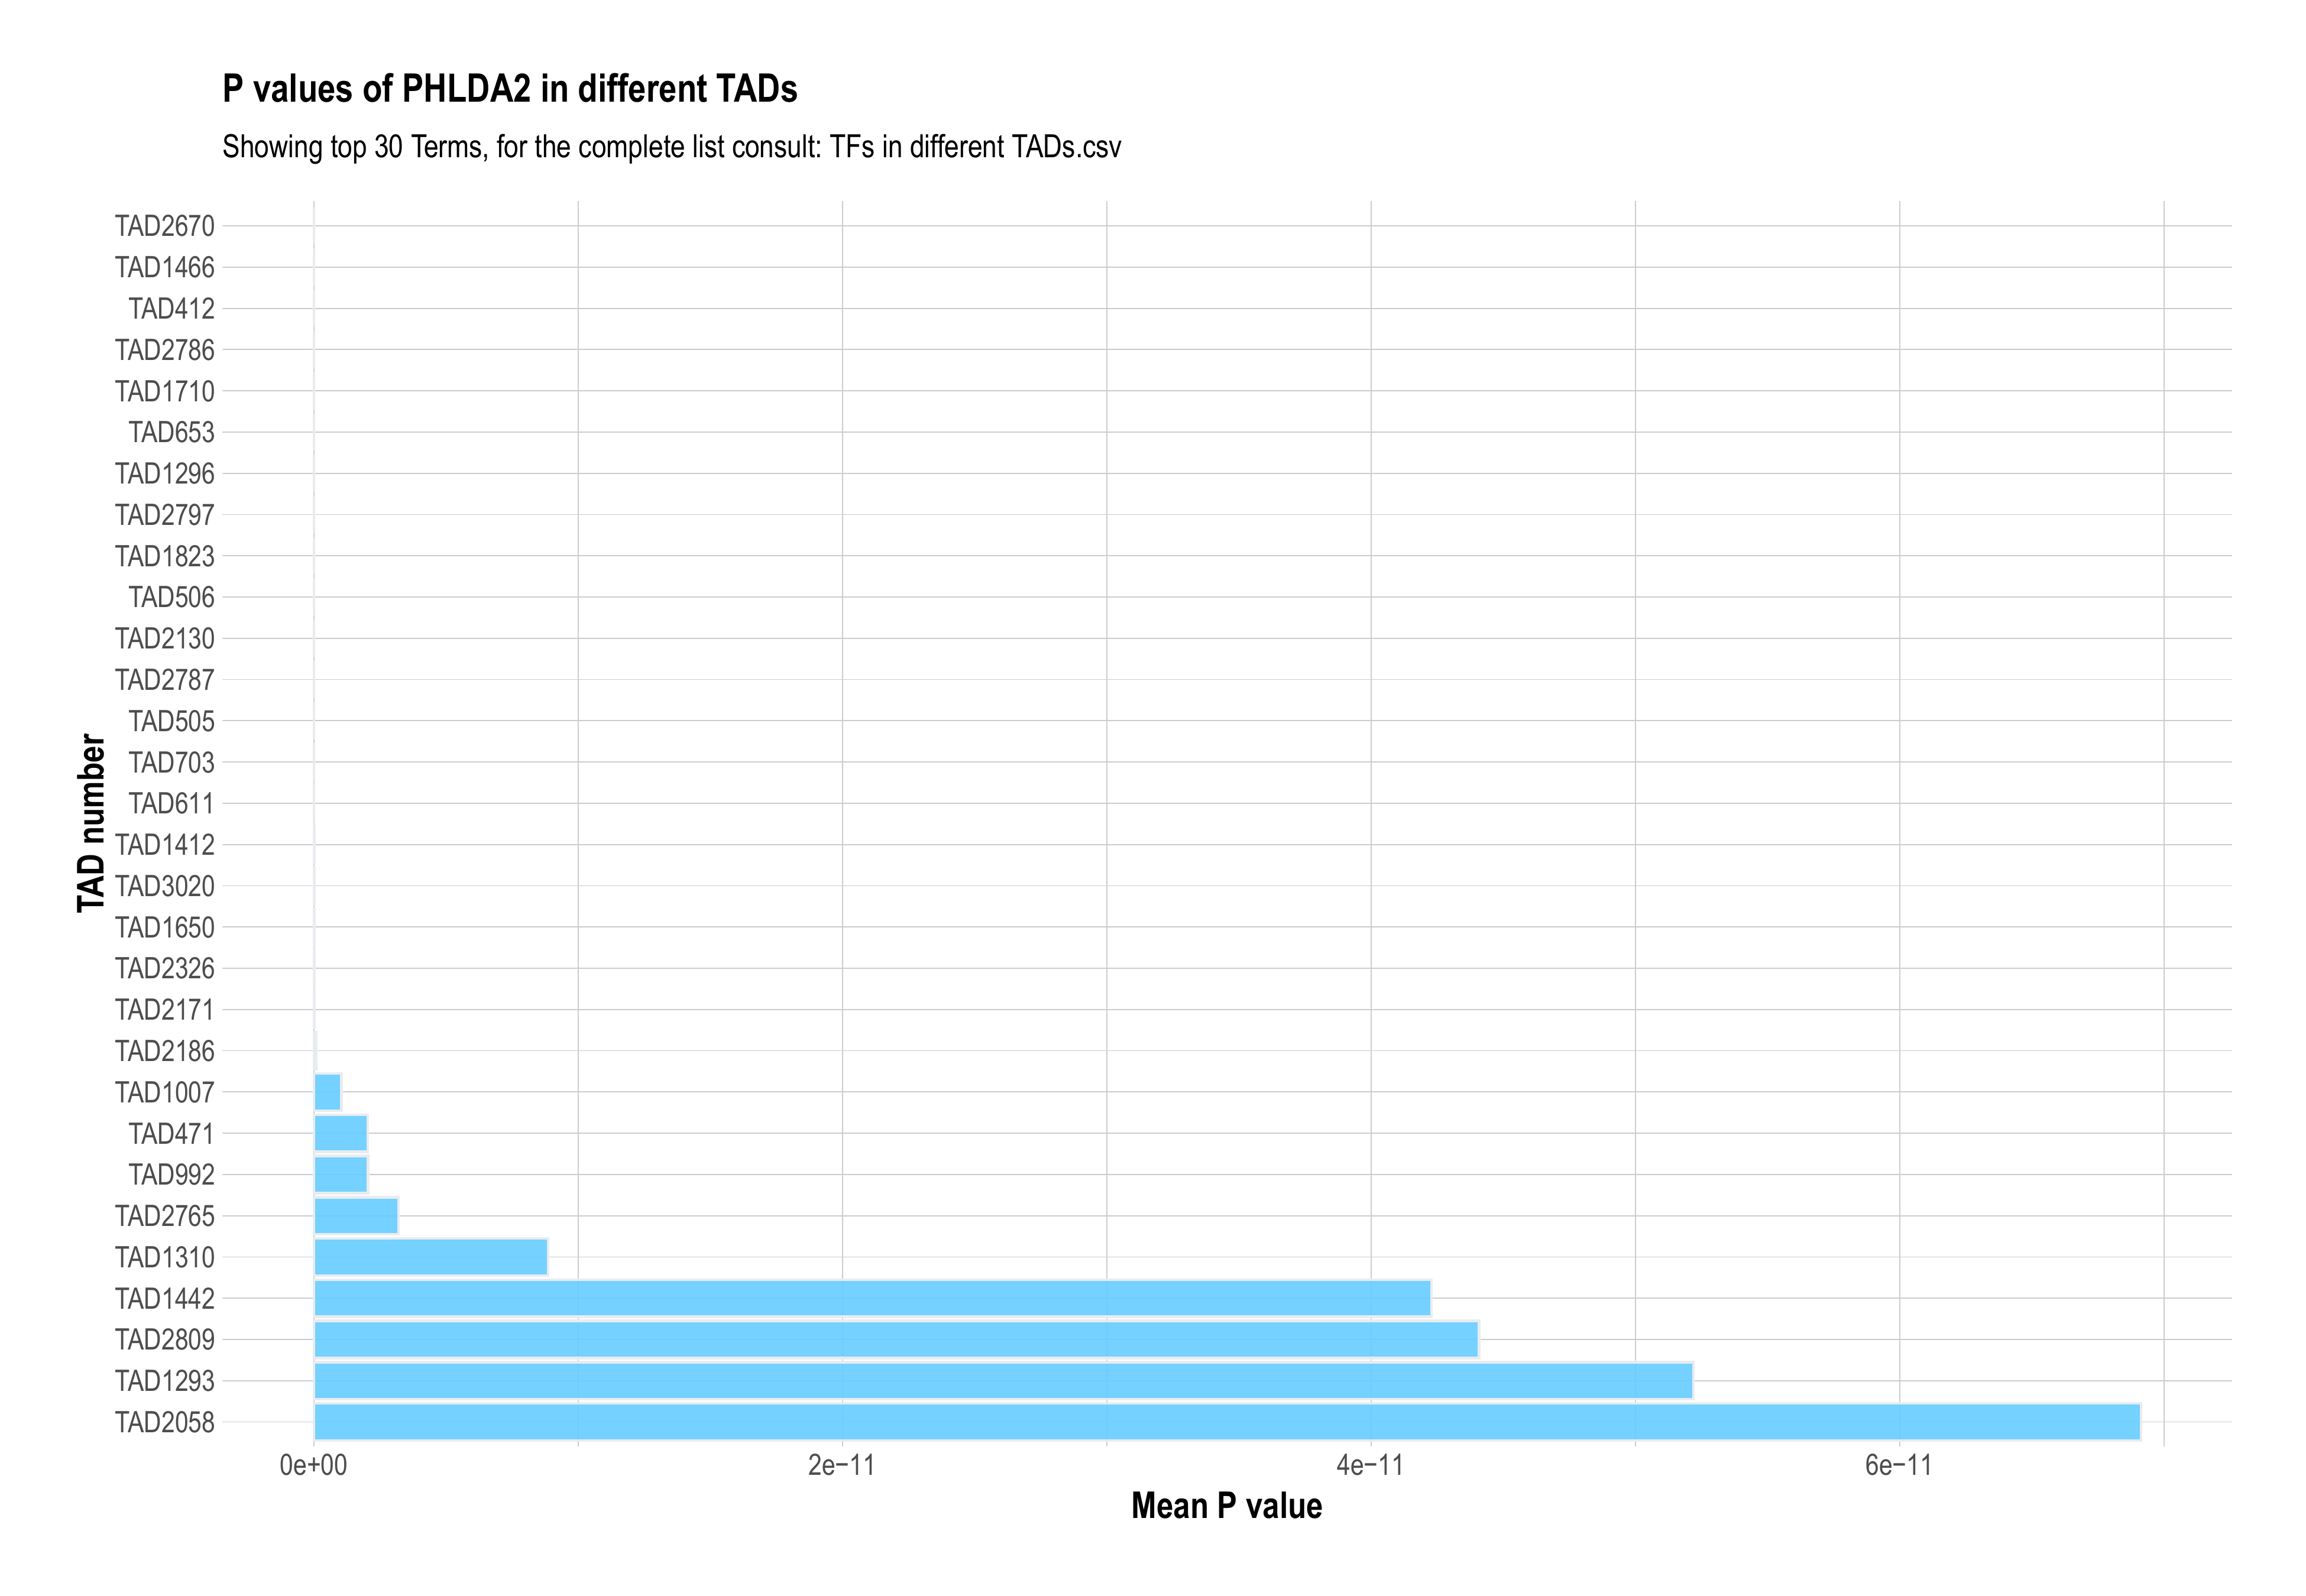 P values of PHLDA2 in different TADs
Showing top 30 Terms, for the complete list consult: TFs in different TADs.csv
TAD number
TAD2670
TAD1466
TAD412
TAD2786
TAD1710
TAD653
TAD1296
TAD2797
TAD1823
TAD506
TAD2130
TAD2787
TAD505
TAD703
TAD611
TAD1412
TAD3020
TAD1650
TAD2326
TAD2171
TAD2186
TAD1007
TAD471
TAD992
TAD2765
TAD1310
TAD1442
TAD2809
TAD1293
TAD2058
0e+00 2e−11 4e−11 6e−11
Mean P value